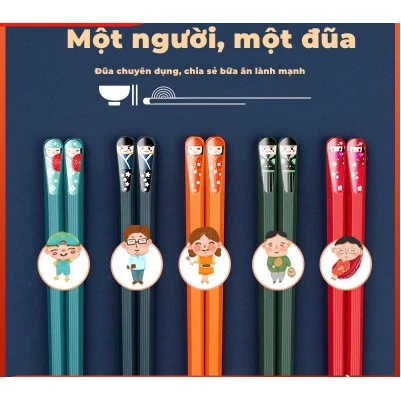 Một người, một đũa
Đũa chuyên dụng, chia sẻ bữa ăn lành mạnh